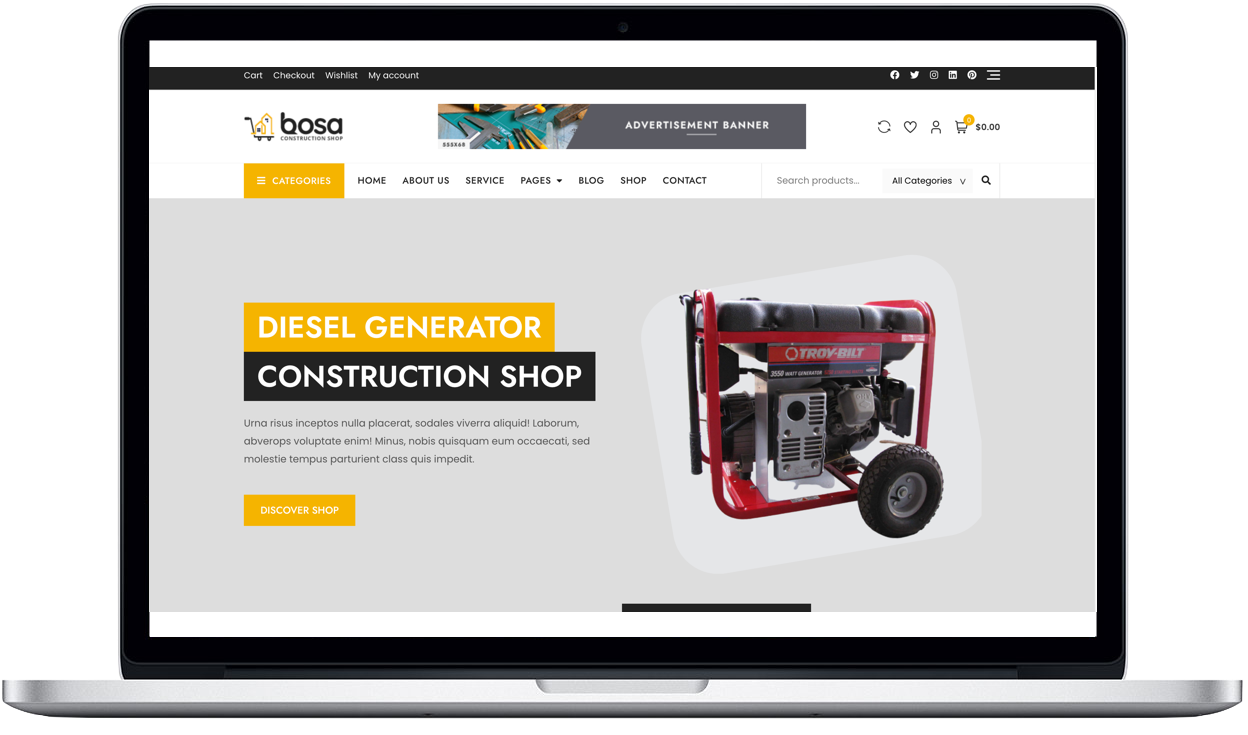 Cart Checkout Wishlist My account
bosa
CONSTRUCTION SHOP
ADVERTISEMENT BANNER
555X68
0
$0.00
CATEGORIES HOME ABOUT US SERVICE PAGES BLOG SHOP CONTACT Search products... All Categories
DIESEL GENERATOR
CONSTRUCTION SHOP
Urna risus inceptos nulla placerat, sodales viverra aliquid! Laborum,
abverops voluptate enim! Minus, nobis quisquam eum occaecati, sed
molestie tempus parturient class quis impedit.
DISCOVER SHOP
TROY-BILT
3550 WATT GENERATOR